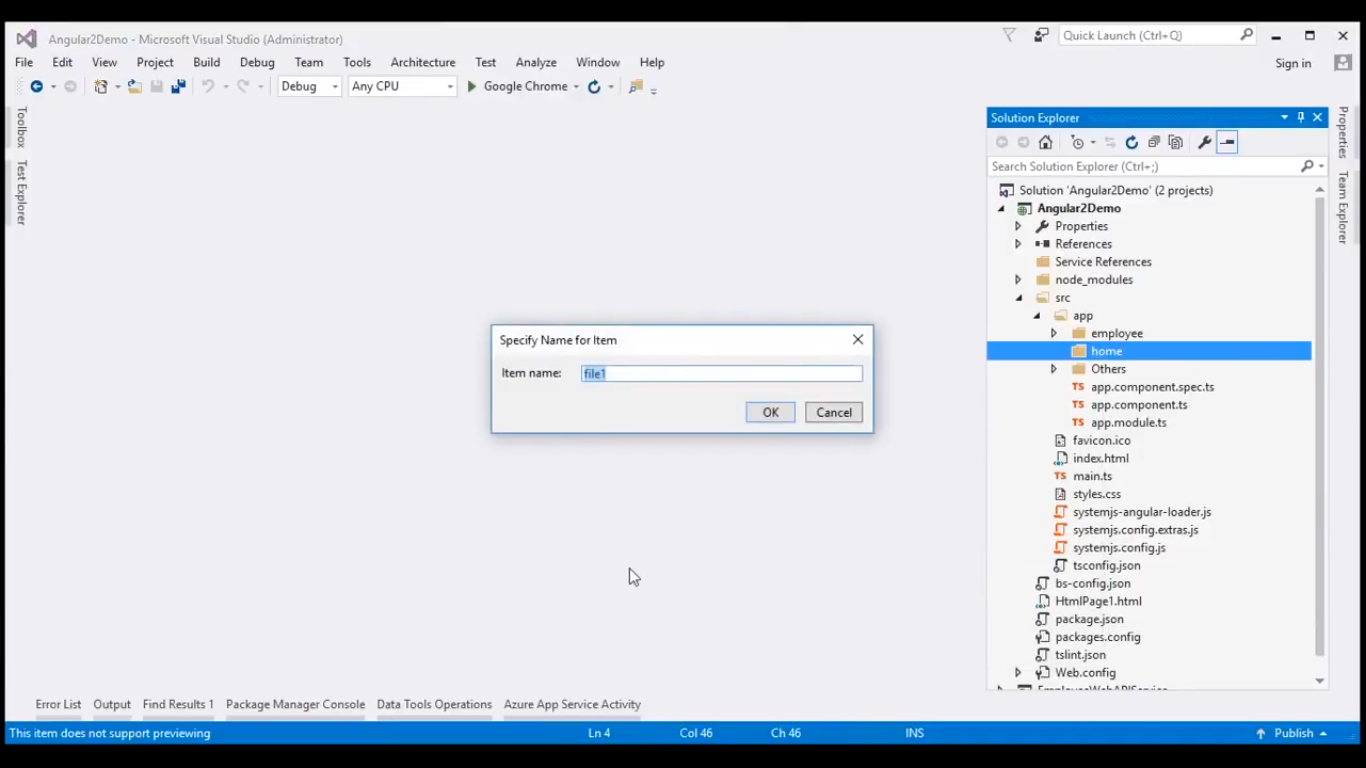 Angular2Demo - Microsoft Visual Studio (Administrator)
Quick Launch (Ctrl+Q)
File Edit View Project Build Debug Team Tools Architecture Test Analyze Window Help
Sign in
Debug Any CPU Google Chrome
Toolbox
Test Explorer
Solution Explorer
Search Solution Explorer (Ctrl+;)
Solution 'Angular2Demo' (2 projects)
Angular2Demo
Properties
References
Service References
node_modules
src
app
employee
home
Others
TS app.component.spec.ts
TS app.component.ts
TS app.module.ts
favicon.ico
index.html
TS main.ts
styles.css
systemjs-angular-loader.js
systemjs.config.extras.js
systemjs.config.js
tsconfig.json
bs-config.json
HtmlPage1.html
package.json
packages.config
tslint.json
Web.config
Properties
Team Explorer
Specify Name for Item
Item name: file1
OK Cancel
Error List Output Find Results 1 Package Manager Console Data Tools Operations Azure App Service Activity
This item does not support previewing Ln 4 Col 46 Ch 46 INS Publish